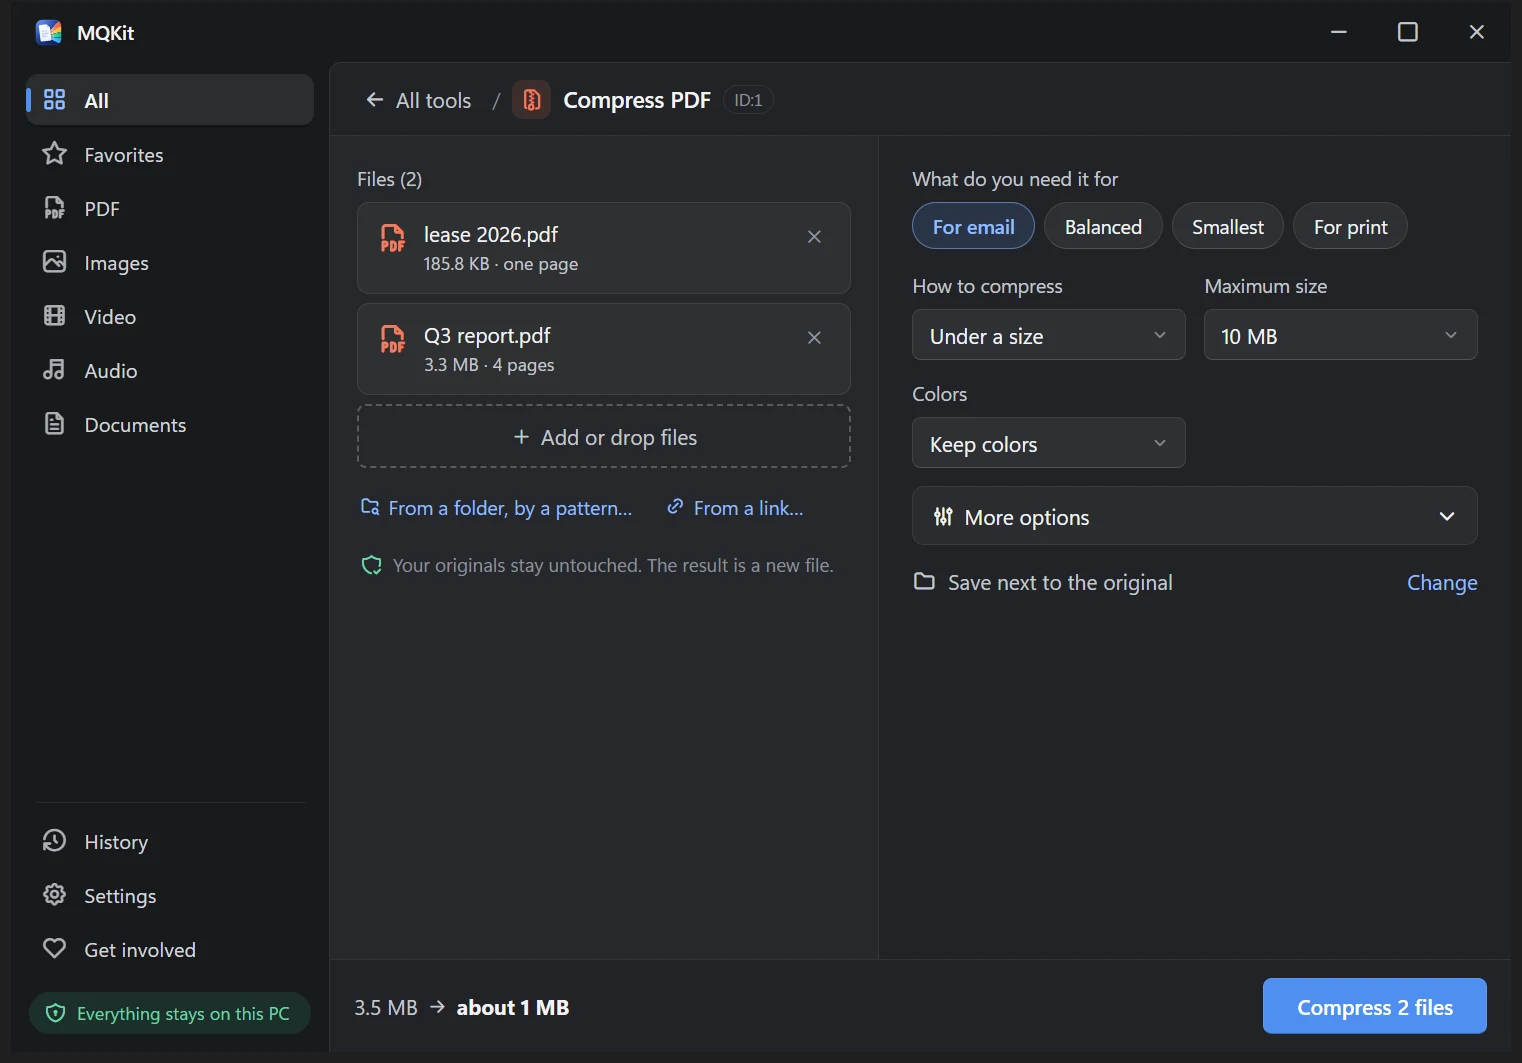 MQKit
All
Favorites
PDF
Images
Video
Audio
Documents
History
Settings
Get involved
Everything stays on this PC
All tools / Compress PDF ID:1
Files (2)
PDF lease 2026.pdf
185.8 KB · one page
PDF Q3 report.pdf
3.3 MB · 4 pages
+ Add or drop files
From a folder, by a pattern... From a link...
Your originals stay untouched. The result is a new file.
What do you need it for
For email Balanced Smallest For print
How to compress Maximum size
Under a size 10 MB
Colors
Keep colors
More options
Save next to the original Change
3.5 MB → about 1 MB
Compress 2 files